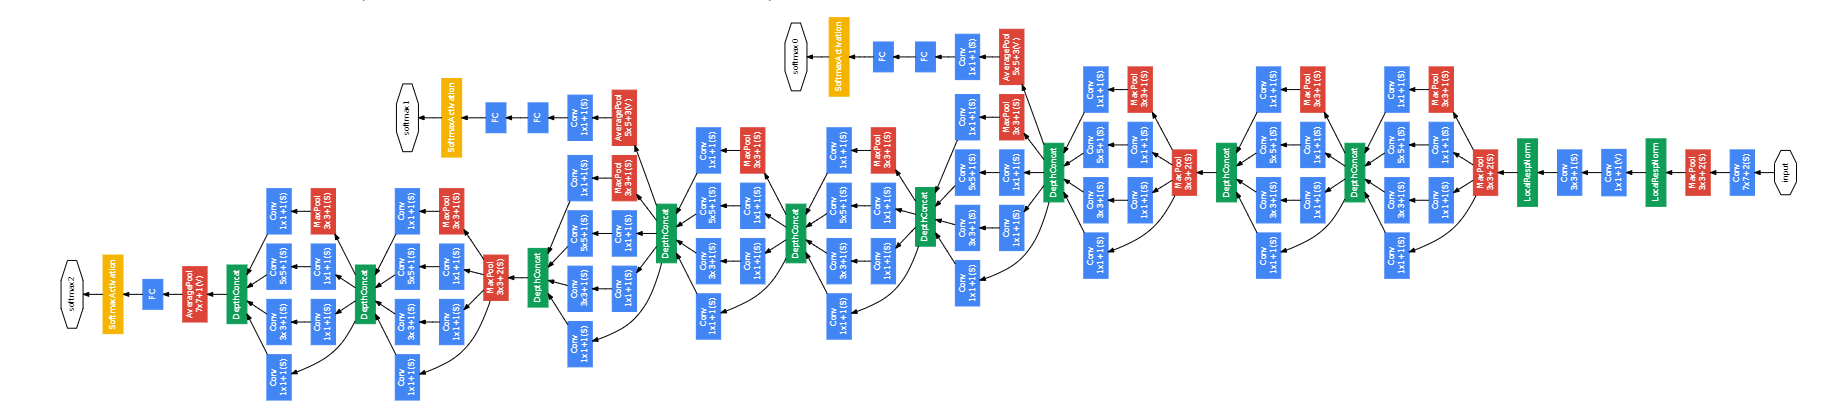 softmax2
SoftmaxActivation
FC
AveragePool
7x7+1(V)
DepthConcat
Conv
1x1+1(S)
Conv
3x3+1(S)
Conv
5x5+1(S)
Conv
1x1+1(S)
Conv
1x1+1(S)
Conv
1x1+1(S)
MaxPool
3x3+1(S)
DepthConcat
Conv
1x1+1(S)
Conv
3x3+1(S)
Conv
5x5+1(S)
Conv
1x1+1(S)
softmax1
Conv
1x1+1(S)
Conv
1x1+1(S)
MaxPool
3x3+1(S)
SoftmaxActivation
MaxPool
3x3+2(S)
FC
DepthConcat
FC
Conv
1x1+1(S)
Conv
3x3+1(S)
Conv
5x5+1(S)
Conv
1x1+1(S)
Conv
1x1+1(S)
Conv
1x1+1(S)
Conv
1x1+1(S)
MaxPool
3x3+1(S)
AveragePool
5x5+3(V)
DepthConcat
Conv
1x1+1(S)
Conv
3x3+1(S)
Conv
5x5+1(S)
Conv
1x1+1(S)
Conv
1x1+1(S)
Conv
1x1+1(S)
MaxPool
3x3+1(S)
DepthConcat
softmax0
Conv
1x1+1(S)
Conv
3x3+1(S)
Conv
5x5+1(S)
Conv
1x1+1(S)
SoftmaxActivation
Conv
1x1+1(S)
Conv
1x1+1(S)
MaxPool
3x3+1(S)
FC
DepthConcat
FC
Conv
1x1+1(S)
Conv
3x3+1(S)
Conv
5x5+1(S)
Conv
1x1+1(S)
Conv
1x1+1(S)
Conv
1x1+1(S)
Conv
1x1+1(S)
MaxPool
3x3+1(S)
AveragePool
5x5+3(V)
DepthConcat
Conv
1x1+1(S)
Conv
3x3+1(S)
Conv
5x5+1(S)
Conv
1x1+1(S)
Conv
1x1+1(S)
Conv
1x1+1(S)
MaxPool
3x3+1(S)
MaxPool
3x3+2(S)
DepthConcat
Conv
1x1+1(S)
Conv
3x3+1(S)
Conv
5x5+1(S)
Conv
1x1+1(S)
Conv
1x1+1(S)
Conv
1x1+1(S)
MaxPool
3x3+1(S)
DepthConcat
Conv
1x1+1(S)
Conv
3x3+1(S)
Conv
5x5+1(S)
Conv
1x1+1(S)
Conv
1x1+1(S)
Conv
1x1+1(S)
MaxPool
3x3+1(S)
MaxPool
3x3+2(S)
LocalRespNorm
Conv
3x3+1(S)
Conv
1x1+1(V)
LocalRespNorm
MaxPool
3x3+2(S)
Conv
7x7+2(S)
input